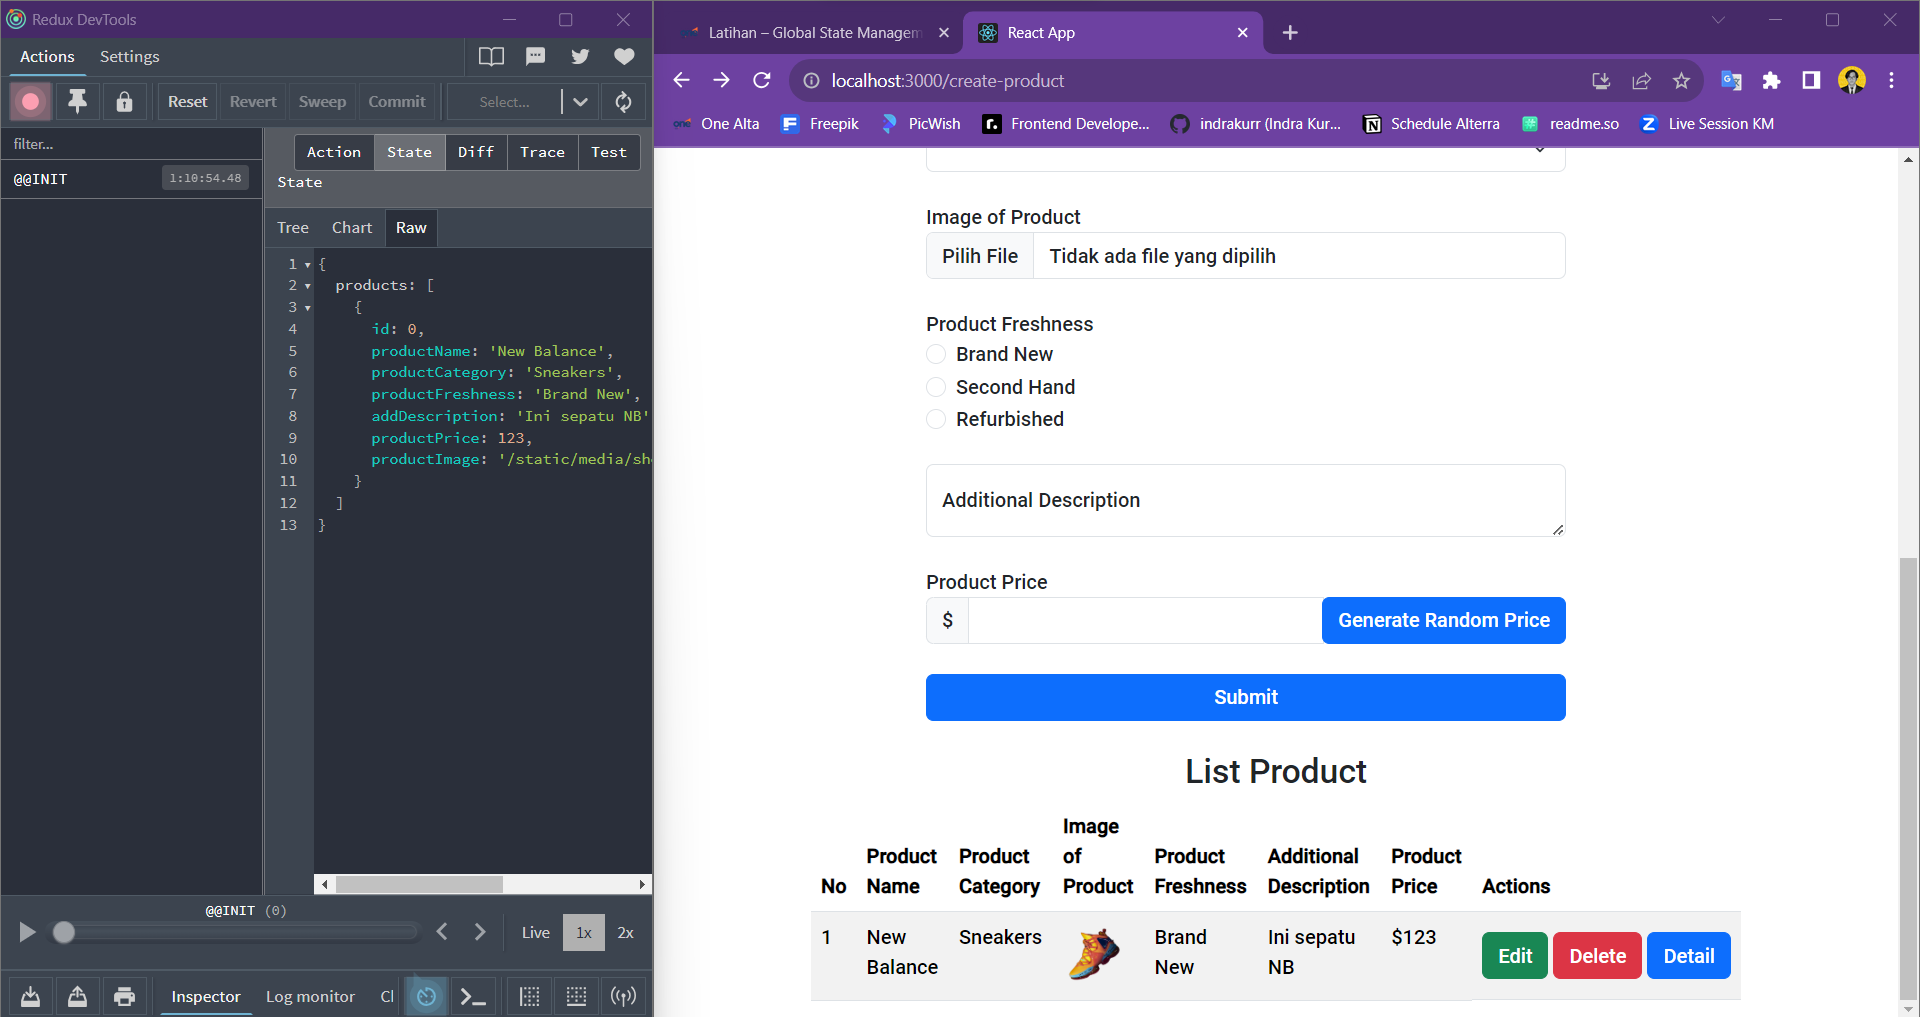 Redux DevTools
Actions Settings
Reset Revert Sweep Commit Select...
filter...
@@INIT 1:10:54.48
Action State Diff Trace Test
State
Tree Chart Raw
1 {
2 products: [
3 {
4 id: 0,
5 productName: 'New Balance',
6 productCategory: 'Sneakers',
7 productFreshness: 'Brand New',
8 addDescription: 'Ini sepatu NB'
9 productPrice: 123,
10 productImage: '/static/media/sh
11 }
12 ]
13 }
@@INIT (0)
Live 1x 2x
Inspector Log monitor Cl
Latihan – Global State Managem
React App
localhost:3000/create-product
One Alta Freepik PicWish Frontend Develope... indrakurr (Indra Kur... Schedule Alterra readme.so Live Session KM
Image of Product
Pilih File Tidak ada file yang dipilih
Product Freshness
Brand New
Second Hand
Refurbished
Additional Description
Product Price
$ Generate Random Price
Submit
List Product
No Product Name Product Category Image of Product Product Freshness Additional Description Product Price Actions
1 New Balance Sneakers Brand New Ini sepatu NB $123 Edit Delete Detail